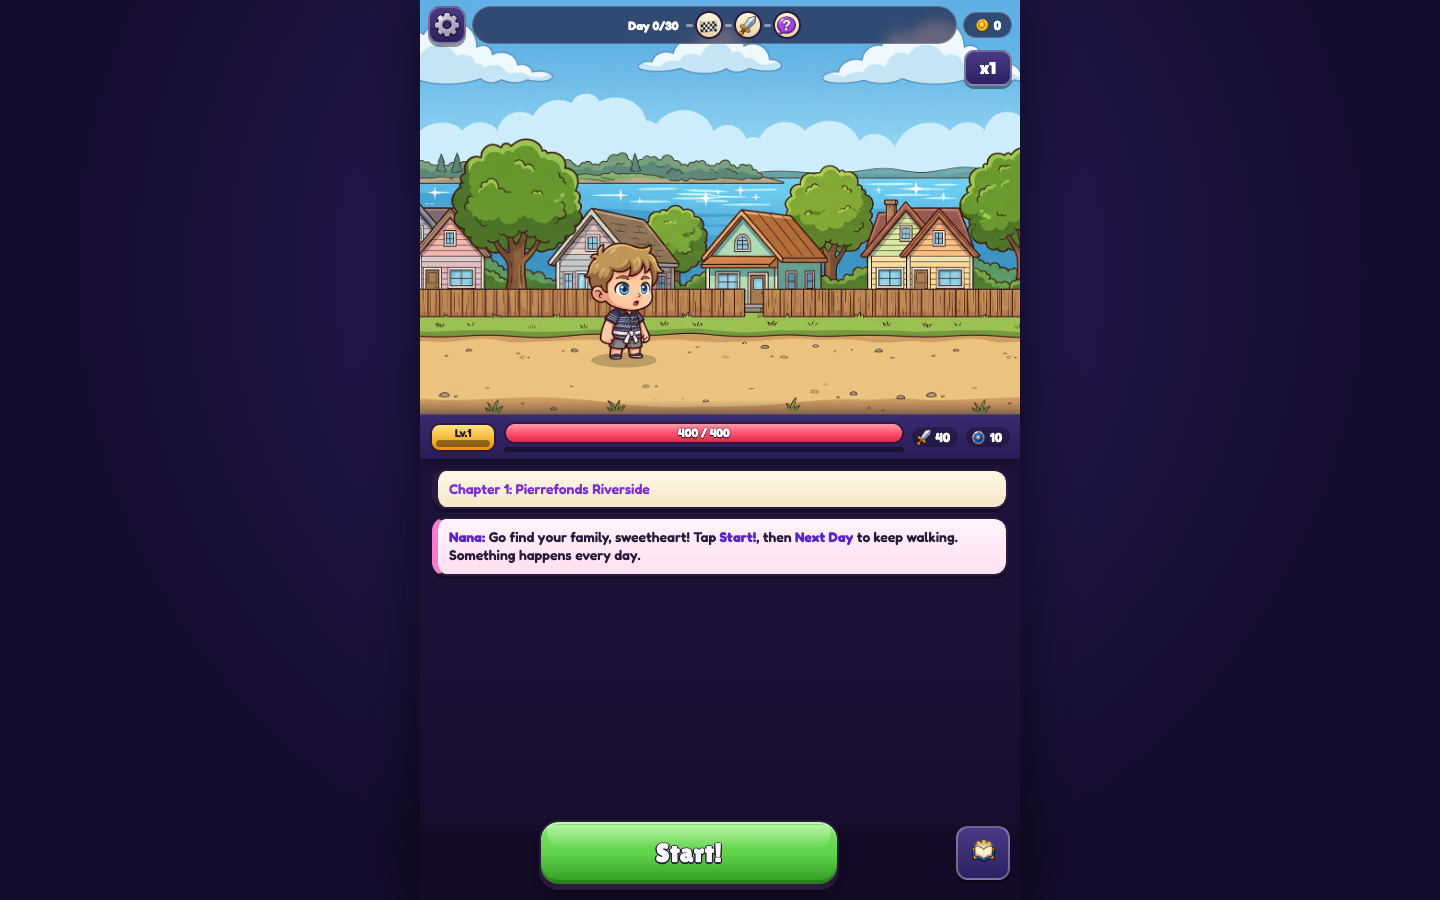 Day 0/30
?
0
x1
Lv.1
400 / 400
40
10
Chapter 1: Pierrefonds Riverside
Nana: Go find your family, sweetheart! Tap Start!, then Next Day to keep walking.
Something happens every day.
Start!